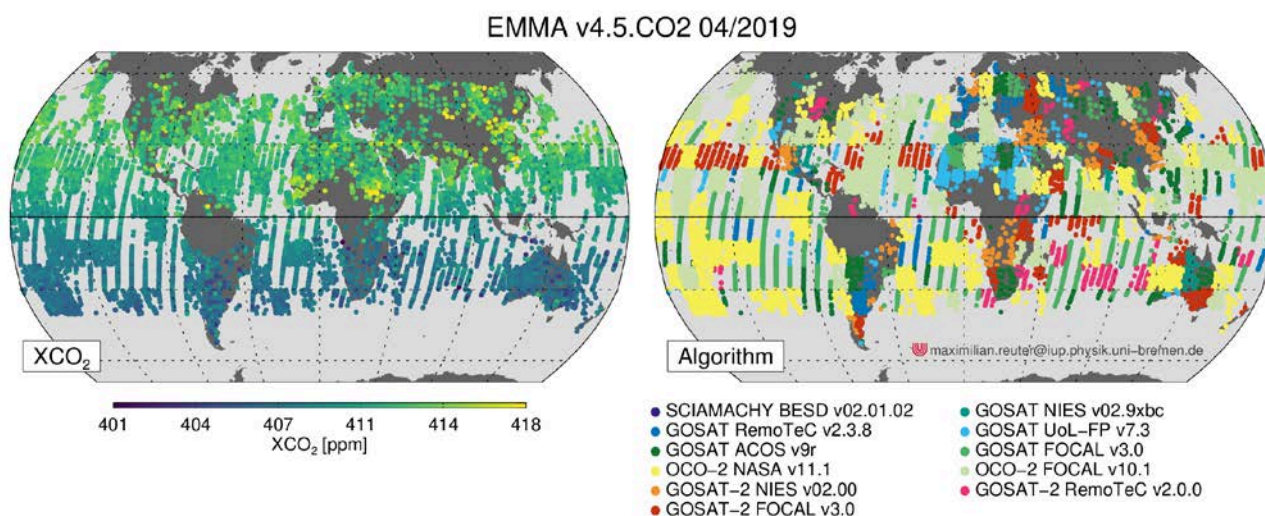 EMMA v4.5.CO2 04/2019
XCO₂
Algorithm
maximilian.reuter@iup.physik.uni-bremen.de
401 404 407 411 414 418
XCO₂ [ppm]
SCIAMACHY BESD v02.01.02
GOSAT RemoTeC v2.3.8
GOSAT ACOS v9r
OCO-2 NASA v11.1
GOSAT-2 NIES v02.00
GOSAT-2 FOCAL v3.0
GOSAT NIES v02.9xbc
GOSAT UoL-FP v7.3
GOSAT FOCAL v3.0
OCO-2 FOCAL v10.1
GOSAT-2 RemoTeC v2.0.0